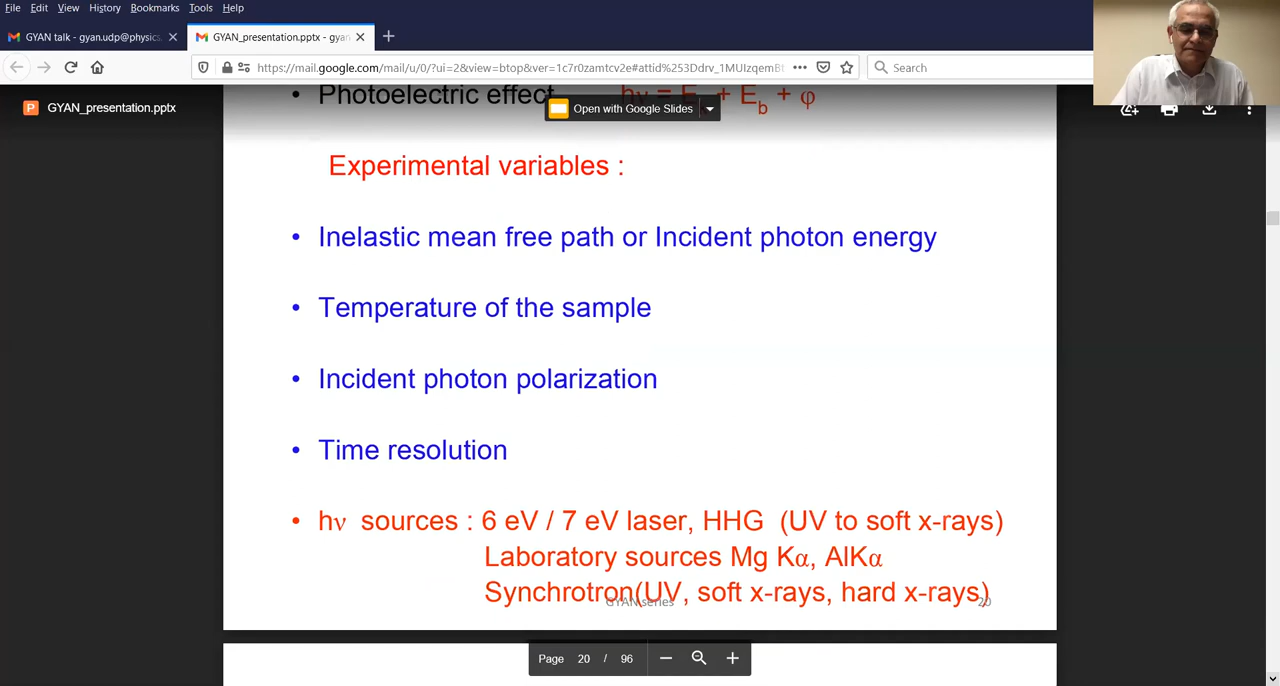 File Edit View History Bookmarks Tools Help
GYAN talk - gyan.udp@physics.
GYAN_presentation.pptx - gyan
https://mail.google.com/mail/u/0/?ui=2&view=btop&ver=1c7r0zamtcv2e#attid%253Ddrv_1MUIzqemB
Search
GYAN_presentation.pptx
Open with Google Slides
• Photoelectric effect hν = E + Eb + φ
Experimental variables :
• Inelastic mean free path or Incident photon energy
• Temperature of the sample
• Incident photon polarization
• Time resolution
• hν sources : 6 eV / 7 eV laser, HHG (UV to soft x-rays)
Laboratory sources Mg Kα, AlKα
Synchrotron(UV, soft x-rays, hard x-rays)
GYAN series 20
Page 20 / 96